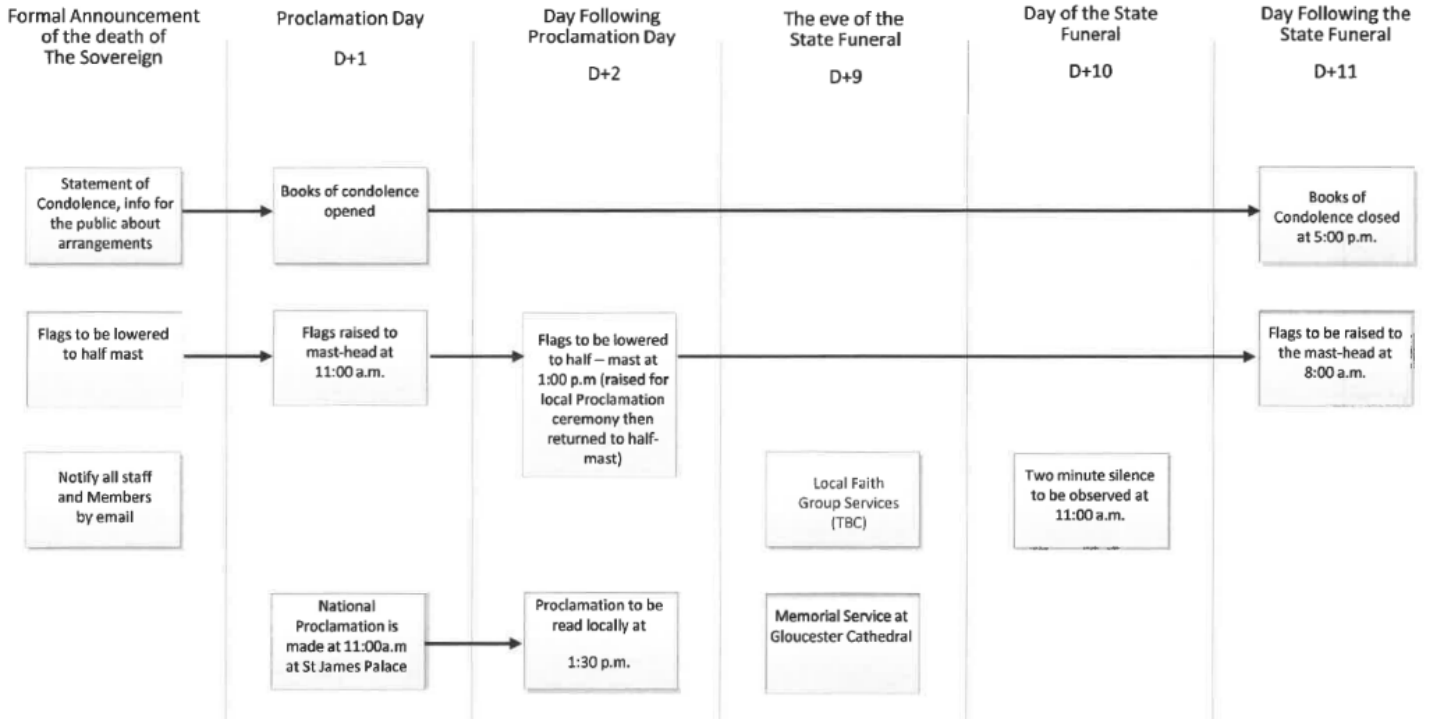 Formal Announcement
of the death of
The Sovereign
Proclamation Day
D+1
Day Following
Proclamation Day
D+2
The eve of the
State Funeral
D+9
Day of the State
Funeral
D+10
Day Following the
State Funeral
D+11
Statement of
Condolence, info for
the public about
arrangements
Books of condolence
opened
Books of
Condolence closed
at 5:00 p.m.
Flags to be lowered
to half mast
Flags raised to
mast-head at
11:00 a.m.
Flags to be lowered
to half – mast at
1:00 p.m (raised for
local Proclamation
ceremony then
returned to half-
mast)
Flags to be raised to
the mast-head at
8:00 a.m.
Notify all staff
and Members
by email
Local Faith
Group Services
(TBC)
Two minute silence
to be observed at
11:00 a.m.
National
Proclamation is
made at 11:00a.m
at St James Palace
Proclamation to be
read locally at
1:30 p.m.
Memorial Service at
Gloucester Cathedral